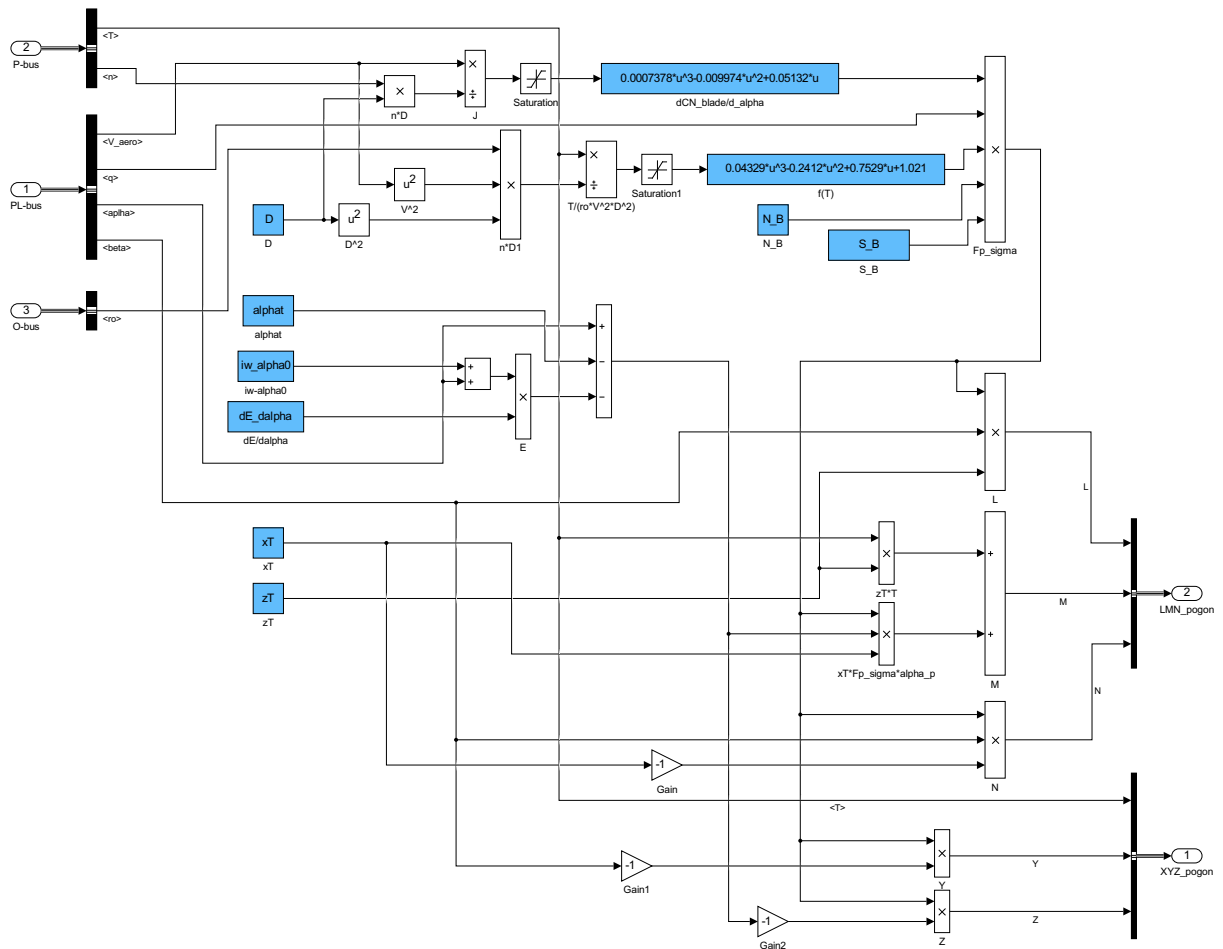 2
P-bus
<T>
<n>
×
n*D
×
÷
J
Saturation
0.0007378*u^3-0.009974*u^2+0.05132*u
dCN_blade/d_alpha
1
PL-bus
<V_aero>
<q>
<aplha>
<beta>
D
D
u²
D^2
u²
V^2
×
n*D1
×
÷
T/(ro*V^2*D^2)
Saturation1
0.04329*u^3-0.2412*u^2+0.7529*u+1.021
f(T)
N_B
N_B
S_B
S_B
×
Fp_sigma
3
O-bus
<ro>
alphat
alphat
iw_alpha0
iw-alpha0
dE_dalpha
dE/dalpha
+
+
×
E
+
−
−
×
L
L
xT
xT
zT
zT
×
zT*T
×
xT*Fp_sigma*alpha_p
+
+
M
M
2
LMN_pogon
×
N
N
-1
Gain
<T>
-1
Gain1
×
Y
Y
1
XYZ_pogon
-1
Gain2
×
Z
Z